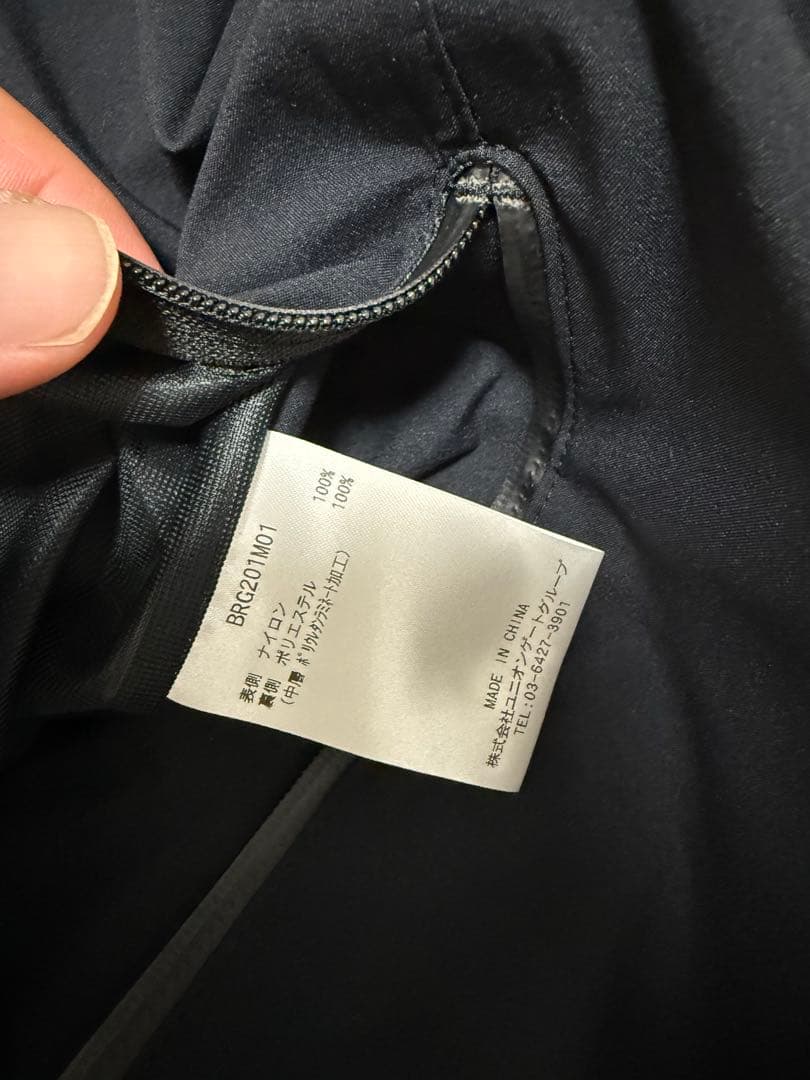 BRG201M01
表側 ナイロン 100%
裏側 ポリエステル 100%
(中層 ﾎﾟﾘｳﾚﾀﾝﾗﾐﾈｰﾄ加工)
MADE IN CHINA
株式会社ユニオンゲートグループ
TEL:03-6427-3901